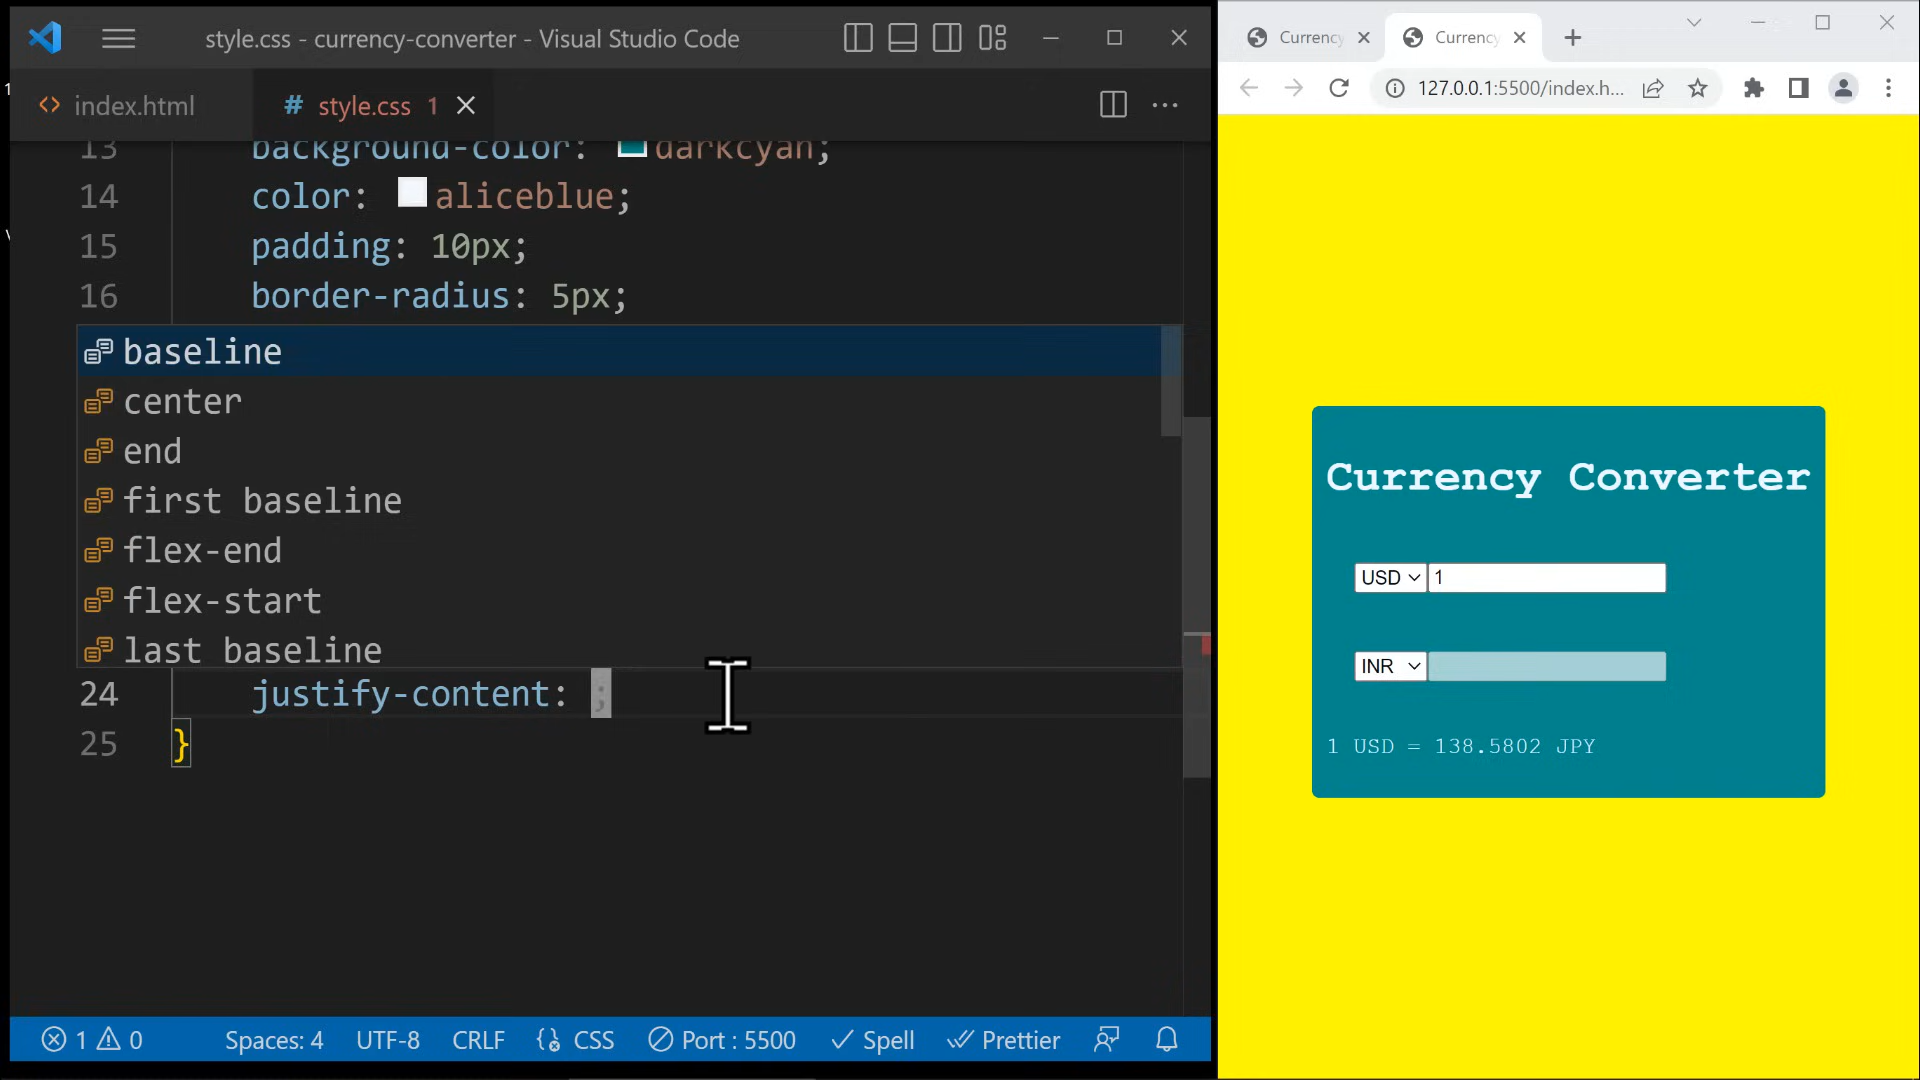 style.css - currency-converter - Visual Studio Code
index.html
# style.css 1
13 background-color: darkcyan;
14 color: aliceblue;
15 padding: 10px;
16 border-radius: 5px;
baseline
center
end
first baseline
flex-end
flex-start
last baseline
24 justify-content: ;
25 }
1 0 Spaces: 4 UTF-8 CRLF CSS Port : 5500 Spell Prettier
Currency
Currency
127.0.0.1:5500/index.h...
Currency Converter
USD 1
INR
1 USD = 138.5802 JPY